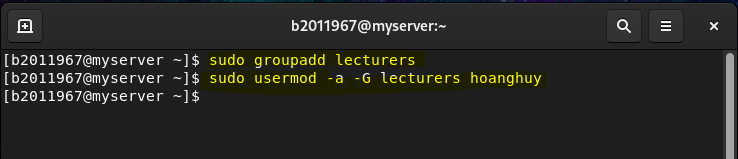 b2011967@myserver:~
[b2011967@myserver ~]$ sudo groupadd lecturers
[b2011967@myserver ~]$ sudo usermod -a -G lecturers hoanghuy
[b2011967@myserver ~]$